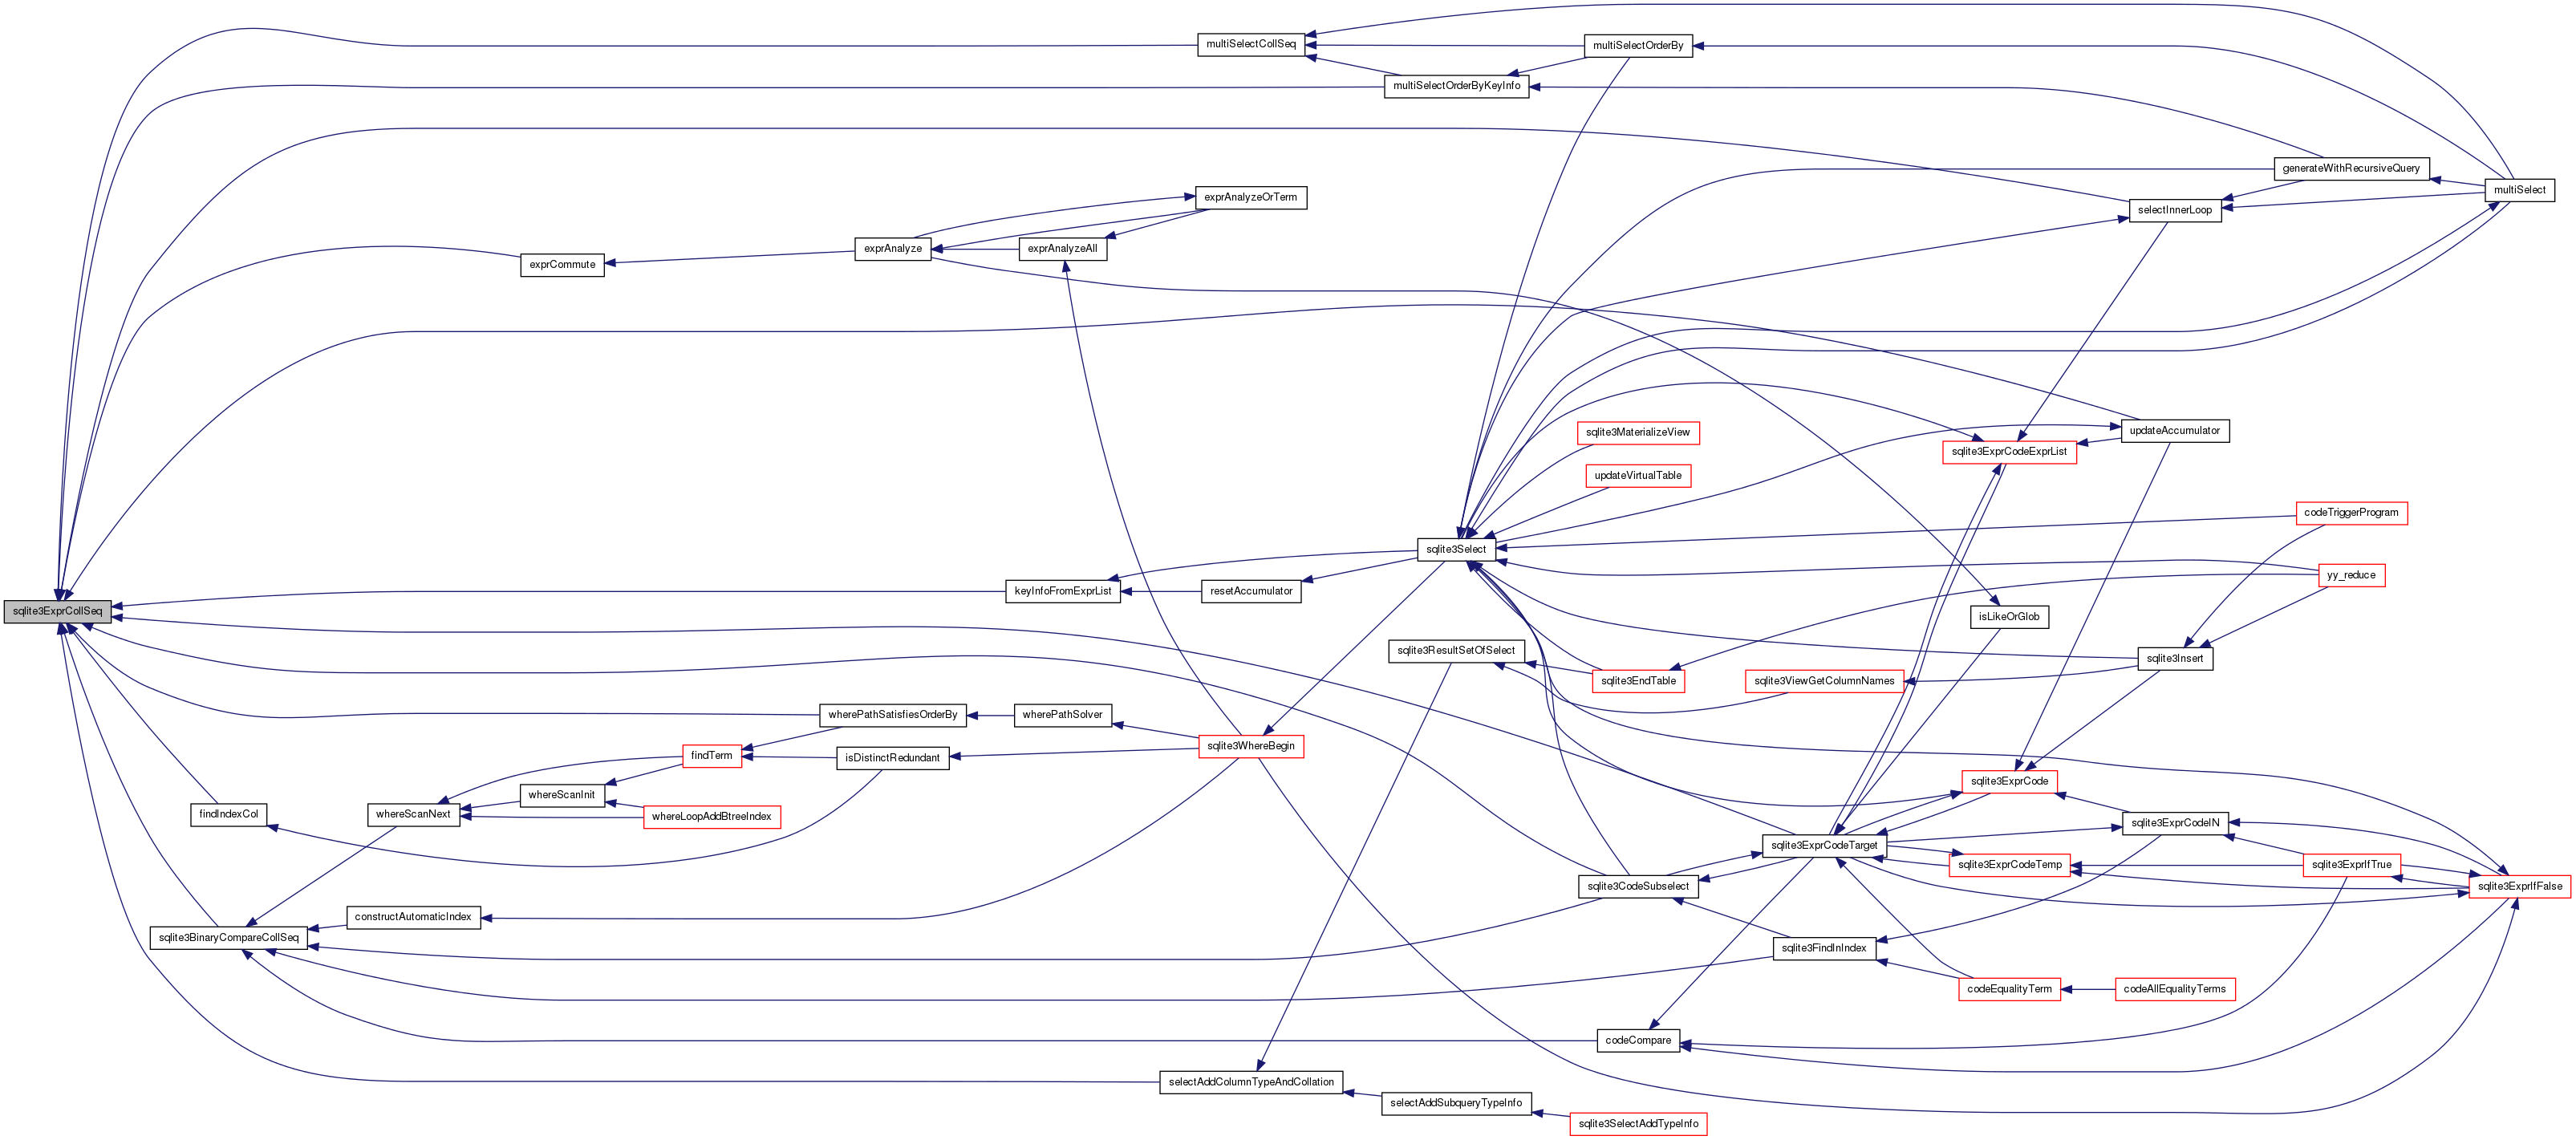 multiSelectCollSeq
multiSelectOrderBy
multiSelectOrderByKeyInfo
generateWithRecursiveQuery
multiSelect
exprAnalyzeOrTerm
selectInnerLoop
exprAnalyze
exprAnalyzeAll
exprCommute
sqlite3MaterializeView
updateAccumulator
sqlite3ExprCodeExprList
updateVirtualTable
codeTriggerProgram
sqlite3Select
yy_reduce
keyInfoFromExprList
resetAccumulator
sqlite3ExprCollSeq
isLikeOrGlob
sqlite3ResultSetOfSelect
sqlite3Insert
sqlite3EndTable
sqlite3ViewGetColumnNames
wherePathSatisfiesOrderBy
wherePathSolver
sqlite3WhereBegin
findTerm
isDistinctRedundant
sqlite3ExprCode
whereScanInit
findIndexCol
whereScanNext
whereLoopAddBtreeIndex
sqlite3ExprCodeIN
sqlite3ExprCodeTarget
sqlite3ExprCodeTemp
sqlite3ExprIfTrue
sqlite3CodeSubselect
sqlite3ExprIfFalse
constructAutomaticIndex
sqlite3BinaryCompareCollSeq
sqlite3FindInIndex
codeEqualityTerm
codeAllEqualityTerms
codeCompare
selectAddColumnTypeAndCollation
selectAddSubqueryTypeInfo
sqlite3SelectAddTypeInfo